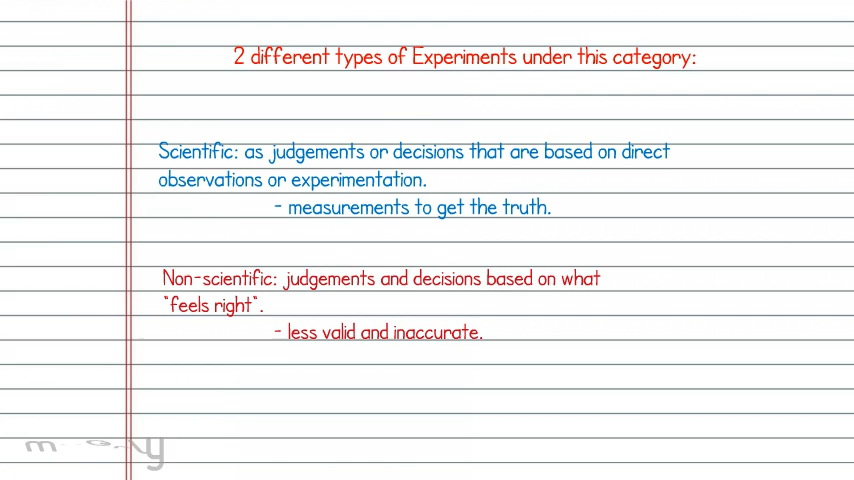 2 different types of Experiments under this category:
Scientific: as judgements or decisions that are based on direct
observations or experimentation.
- measurements to get the truth.
Non-scientific: judgements and decisions based on what
"feels right".
- less valid and inaccurate.